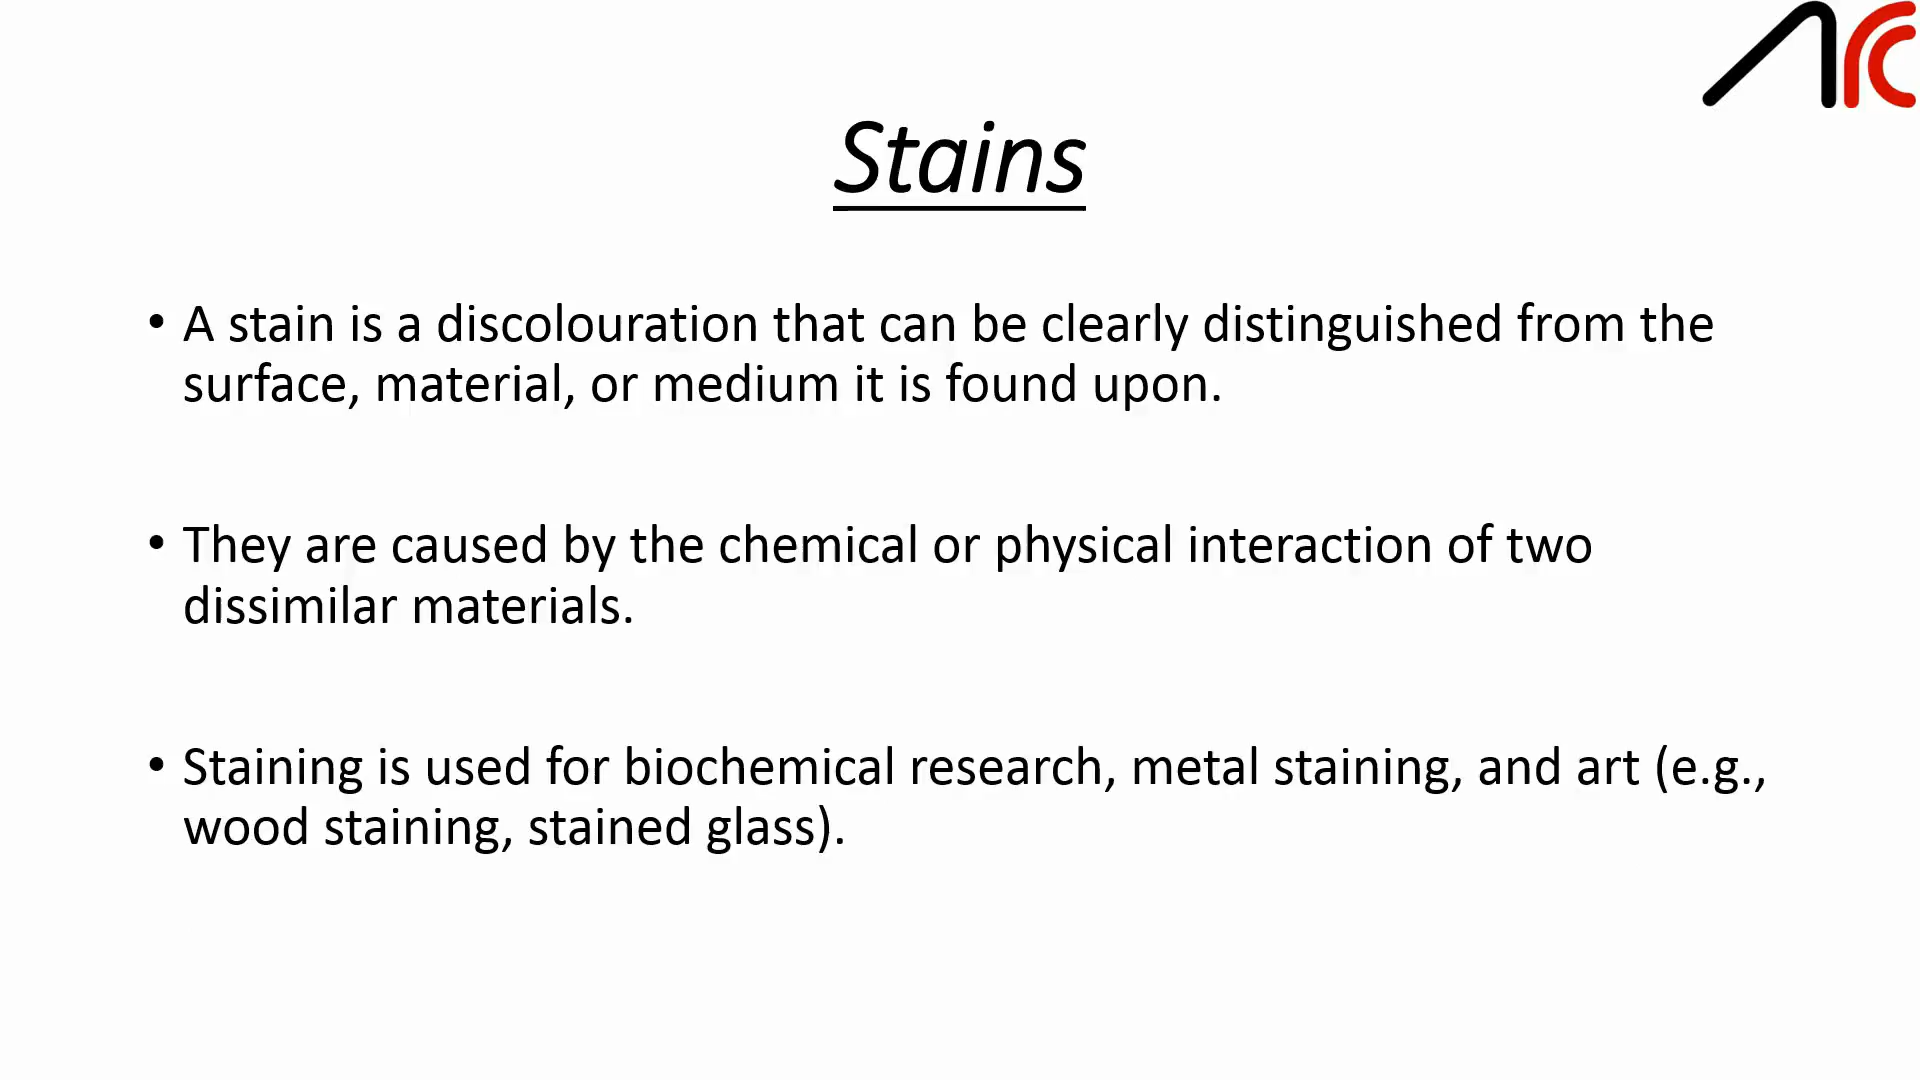 Stains
• A stain is a discolouration that can be clearly distinguished from the
surface, material, or medium it is found upon.
• They are caused by the chemical or physical interaction of two
dissimilar materials.
• Staining is used for biochemical research, metal staining, and art (e.g.,
wood staining, stained glass).